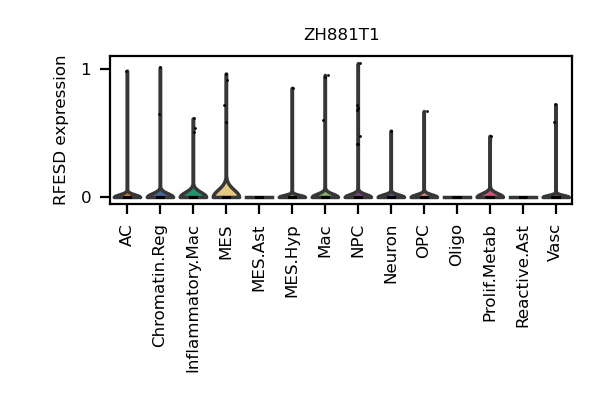 ZH881T1
RFESD expression
1
0
AC
Chromatin.Reg
Inflammatory.Mac
MES
MES.Ast
MES.Hyp
Mac
NPC
Neuron
OPC
Oligo
Prolif.Metab
Reactive.Ast
Vasc